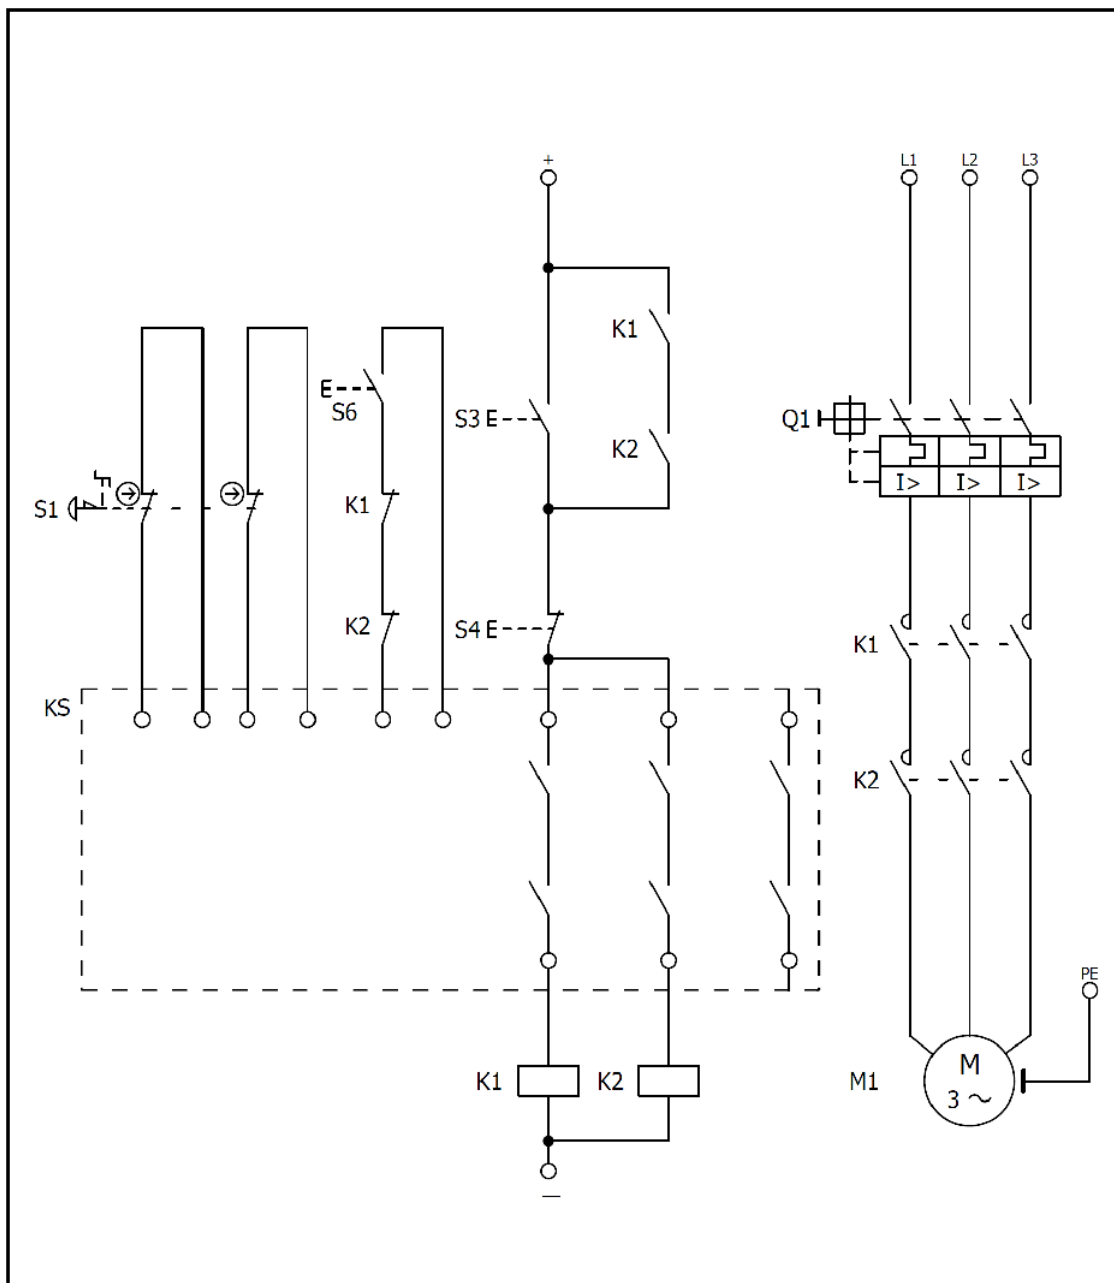 +
L1 L2 L3
K1
S6
S3
Q1
K2
I> I> I>
S1
K1
K2
S4
K1
KS
K2
PE
K1
K2
M1
M
3 ~
—